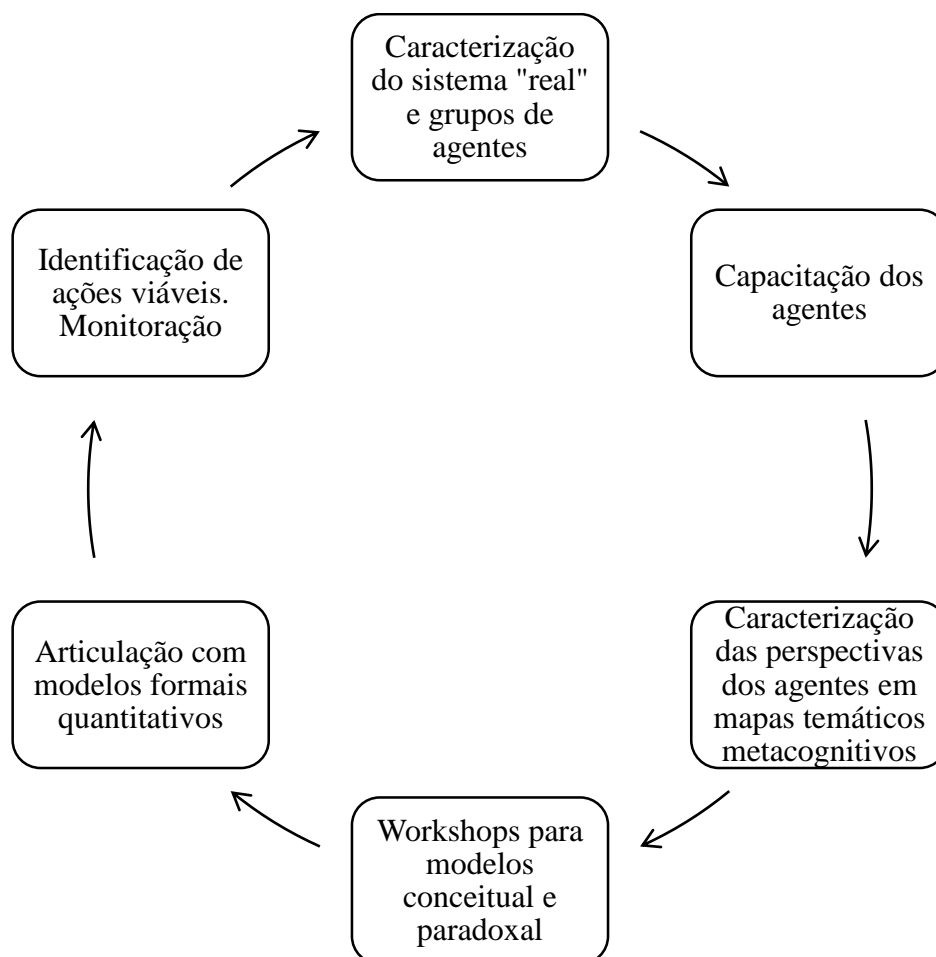 Caracterização
do sistema "real"
e grupos de
agentes
Capacitação dos
agentes
Caracterização
das perspectivas
dos agentes em
mapas temáticos
metacognitivos
Workshops para
modelos
conceitual e
paradoxal
Articulação com
modelos formais
quantitativos
Identificação de
ações viáveis.
Monitoração